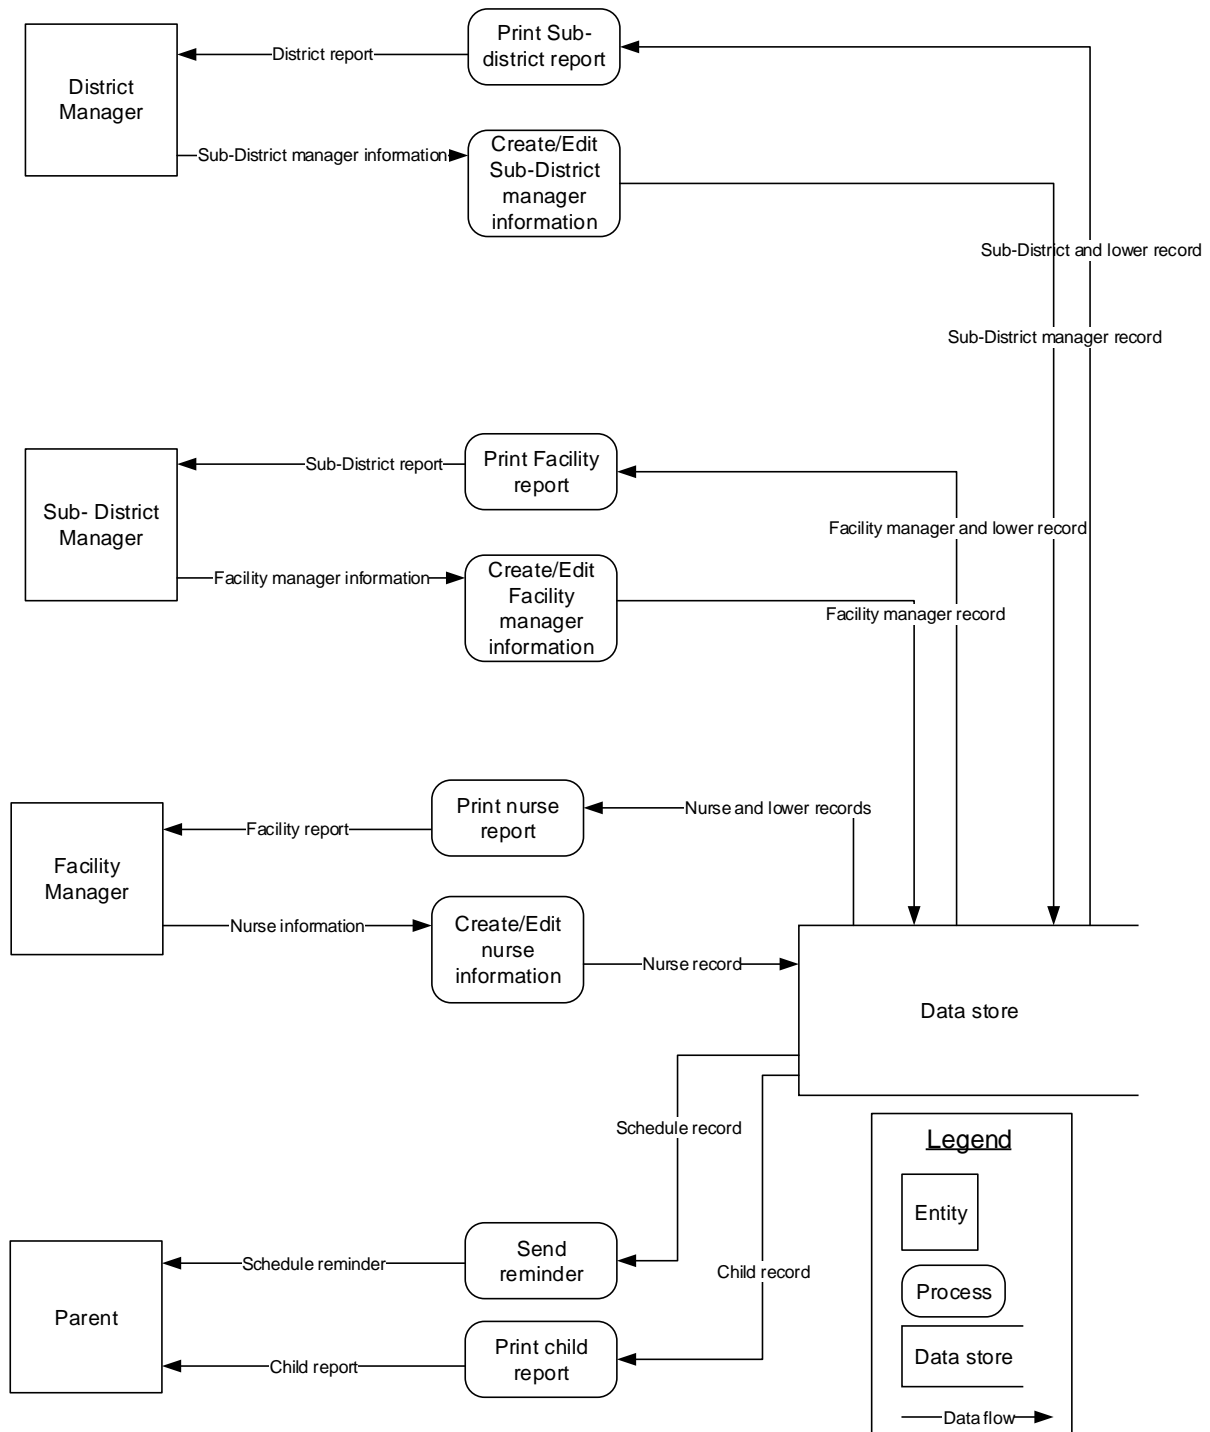 Print Sub-
district report
District report
District
Manager
Create/Edit
Sub-District
manager
information
Sub-District manager information
Sub-District and lower record
Sub-District manager record
Print Facility
report
Sub-District report
Sub- District
Manager
Facility manager and lower record
Create/Edit
Facility
manager
information
Facility manager information
Facility manager record
Print nurse
report
Nurse and lower records
Facility report
Facility
Manager
Create/Edit
nurse
information
Nurse information
Nurse record
Data store
Schedule record
Legend
Entity
Send
reminder
Schedule reminder
Child record
Process
Parent
Print child
report
Child report
Data store
Data flow